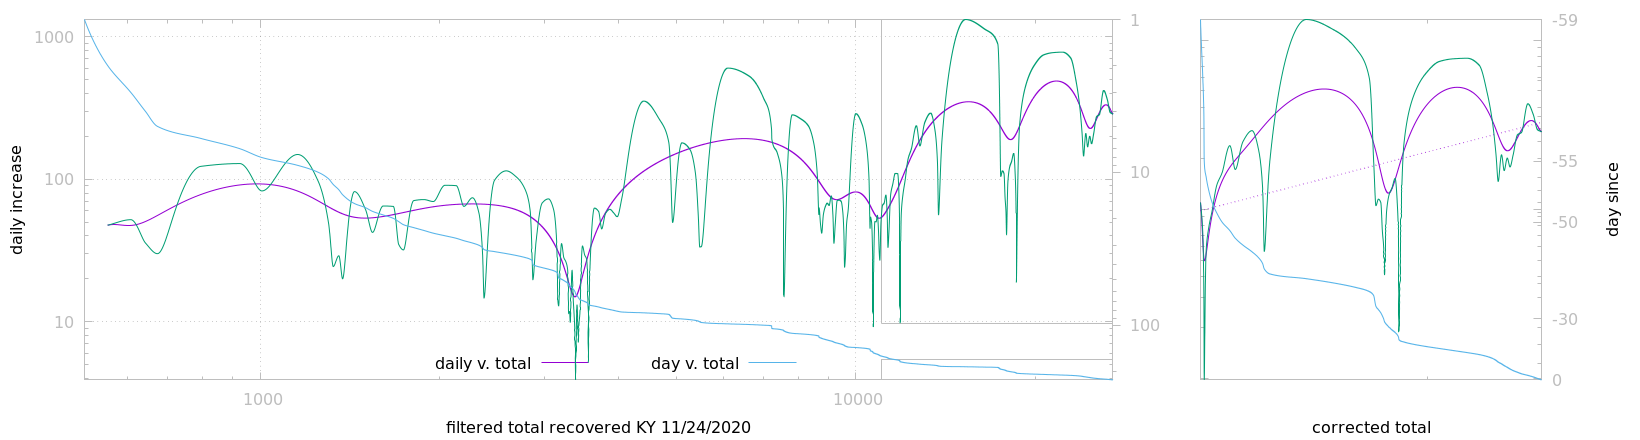 1000
100
10
daily increase
1000
10000
filtered total recovered KY 11/24/2020
daily v. total
day v. total
1
10
100
-59
-55
-50
-30
0
day since
corrected total